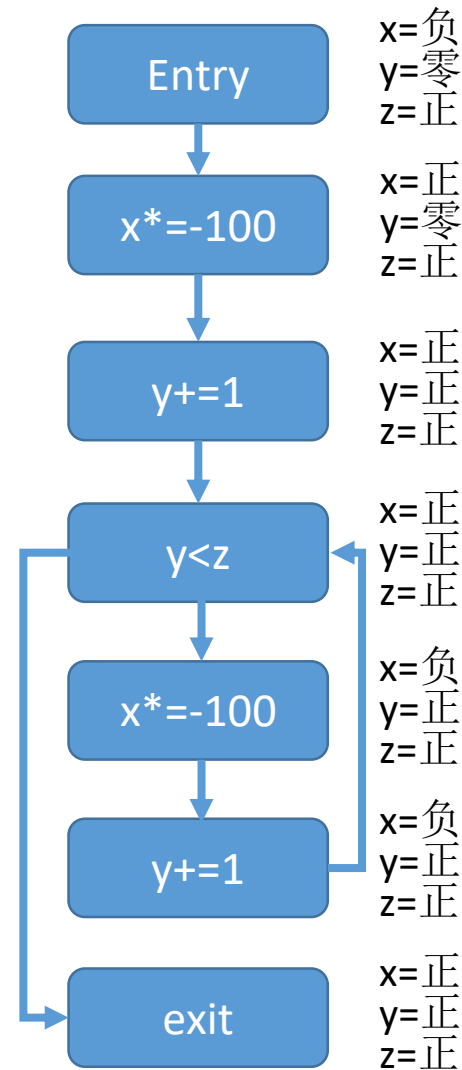 Entry
x=负
y=零
z=正
x*=-100
x=正
y=零
z=正
y+=1
x=正
y=正
z=正
y<z
x=正
y=正
z=正
x*=-100
x=负
y=正
z=正
y+=1
x=负
y=正
z=正
exit
x=正
y=正
z=正